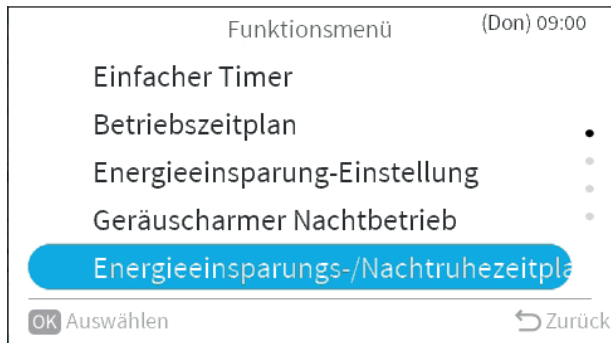 Funktionsmenü (Don) 09:00
Einfacher Timer
Betriebszeitplan
Energieeinsparung-Einstellung
Geräuscharmer Nachtbetrieb
Energieeinsparungs-/Nachtruhezeitpla
OK Auswählen Zurück